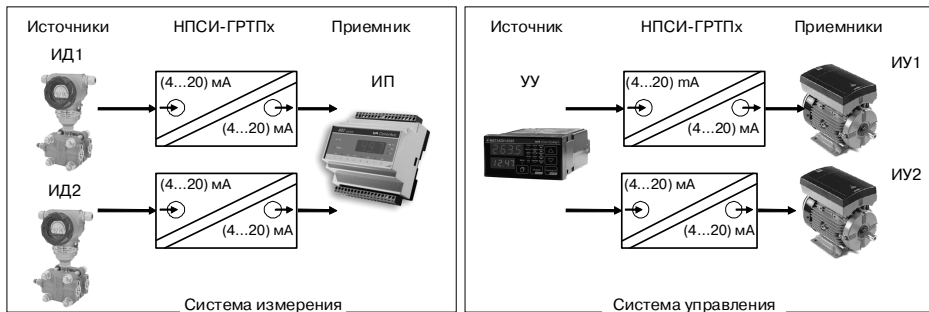 Источники
НПСИ-ГРТПх
Приемник
ИД1
(4...20) мА
(4...20) мА
ИП
ИД2
(4...20) мА
(4...20) мА
Система измерения
Источник
НПСИ-ГРТПх
Приемники
УУ
(4...20) mA
(4...20) мА
ИУ1
(4...20) мА
(4...20) мА
ИУ2
Система управления